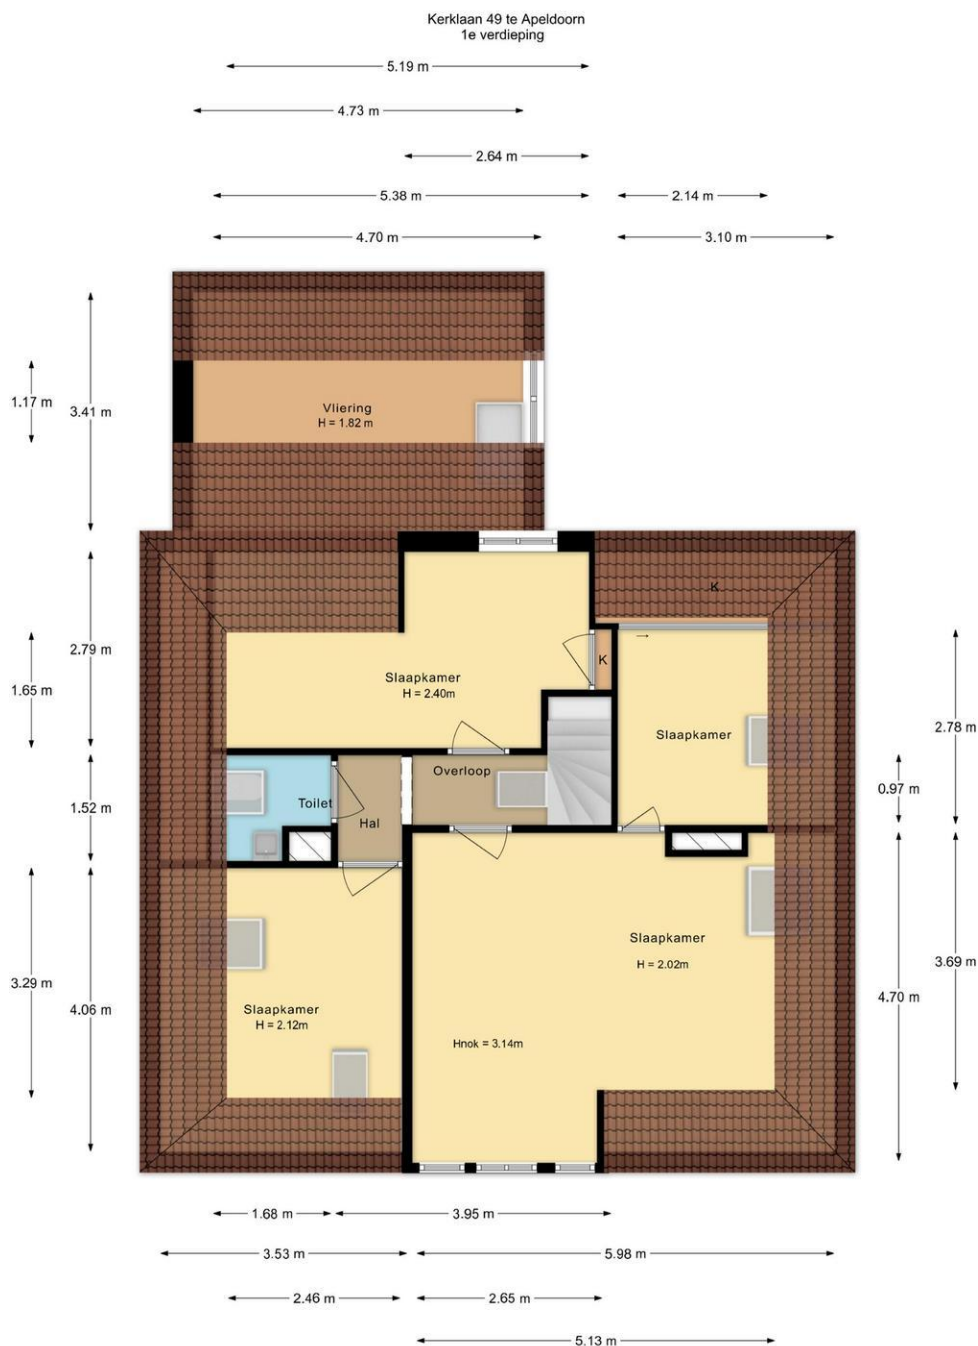 Kerklaan 49 te Apeldoorn
1e verdieping
5.19 m
4.73 m
2.64 m
5.38 m
2.14 m
4.70 m
3.10 m
1.17 m
3.41 m
Vliering
H = 1.82 m
K
2.79 m
1.65 m
Slaapkamer
H = 2.40m
K
Slaapkamer
2.78 m
Overloop
0.97 m
1.52 m
Toilet
Hal
Slaapkamer
H = 2.02m
3.69 m
3.29 m
4.06 m
Slaapkamer
H = 2.12m
4.70 m
Hnok = 3.14m
1.68 m
3.95 m
3.53 m
5.98 m
2.46 m
2.65 m
5.13 m